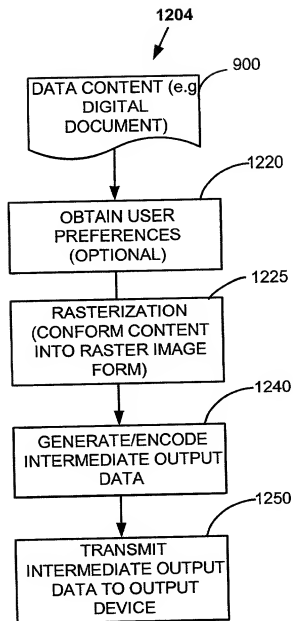 1204
900
DATA CONTENT (e.g
DIGITAL
DOCUMENT)
1220
OBTAIN USER
PREFERENCES
(OPTIONAL)
1225
RASTERIZATION
(CONFORM CONTENT
INTO RASTER IMAGE
FORM)
1240
GENERATE/ENCODE
INTERMEDIATE OUTPUT
DATA
1250
TRANSMIT
INTERMEDIATE OUTPUT
DATA TO OUTPUT
DEVICE